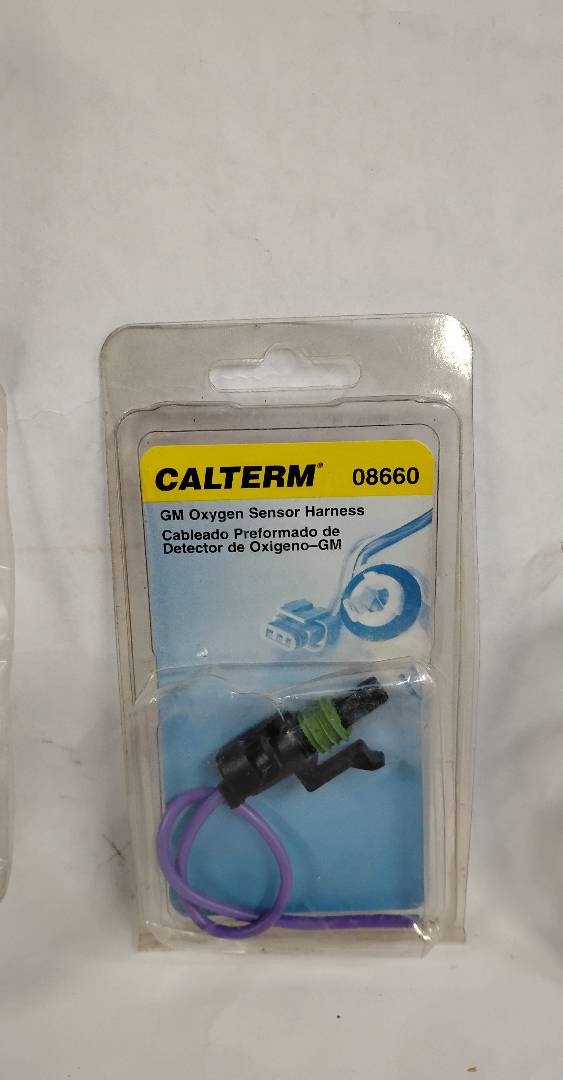 CALTERM® 08660
GM Oxygen Sensor Harness
Cableado Preformado de
Detector de Oxigeno–GM